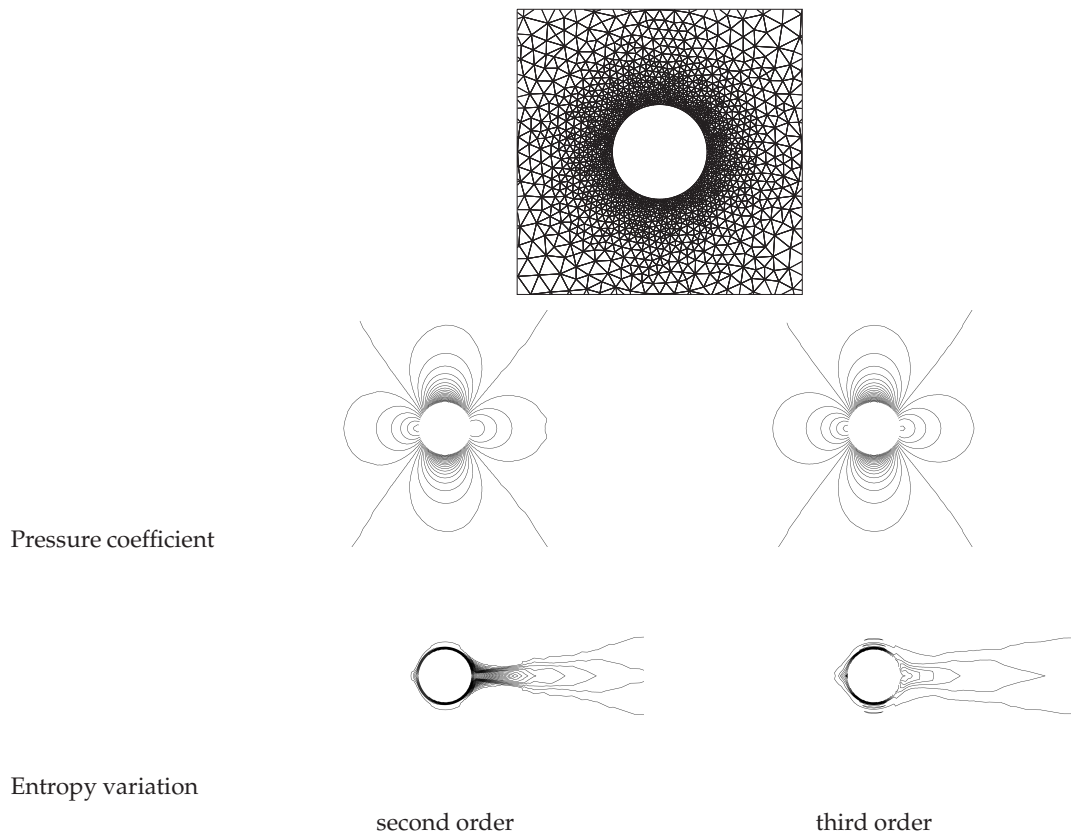 Pressure coefficient
Entropy variation
second order
third order